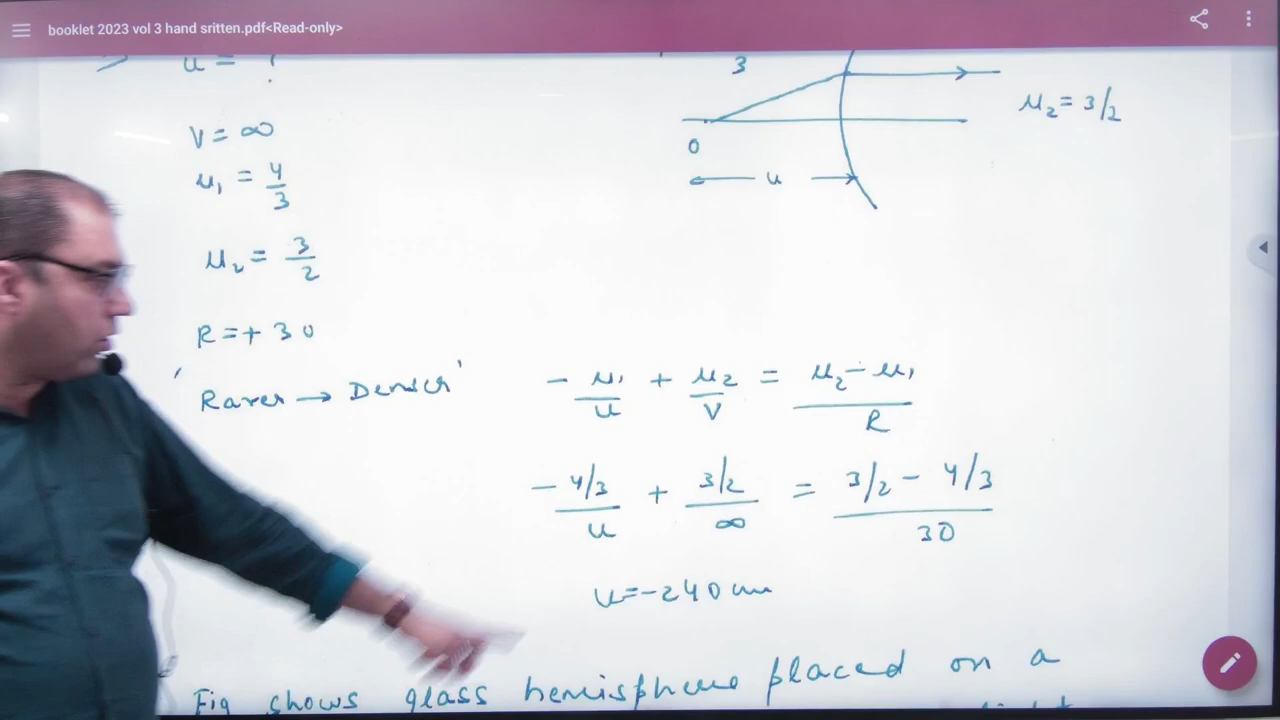 booklet 2023 vol 3 hand sritten.pdf<Read-only>
u = ?
3
V = ∞
μ₂ = 3/2
μ₁ = 4/3
0
u
μ₂ = 3/2
R = + 30
'Rarer → Denser'
- μ₁/u + μ₂/V = μ₂ - μ₁/R
- 4/3/u + 3/2/∞ = 3/2 - 4/3/30
u = -240 cm
Fig shows glass hemisphere placed on a